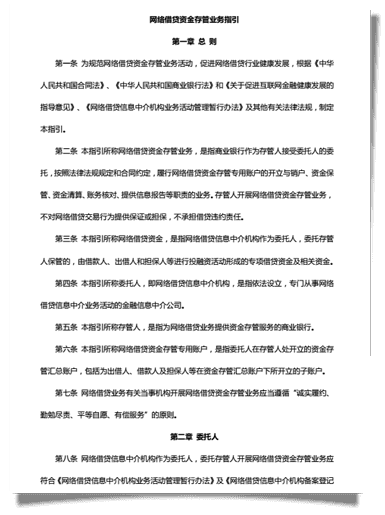 网络借贷资金存管业务指引
第一章 总 则
第一条 为规范网络借贷资金存管业务活动，促进网络借贷行业健康发展，根据《中华
人民共和国合同法》、《中华人民共和国商业银行法》和《关于促进互联网金融健康发展的
指导意见》、《网络借贷信息中介机构业务活动管理暂行办法》及其他有关法律法规，制定
本指引。
第二条 本指引所称网络借贷资金存管业务，是指商业银行作为存管人接受委托人的委
托，按照法律法规规定和合同约定，履行网络借贷资金存管专用账户的开立与销户、资金保
管、资金清算、账务核对、提供信息报告等职责的业务。存管人开展网络借贷资金存管业务，
不对网络借贷交易行为提供保证或担保，不承担借贷违约责任。
第三条 本指引所称网络借贷资金，是指网络借贷信息中介机构作为委托人，委托存管
人保管的，由借款人、出借人和担保人等进行投融资活动形成的专项借贷资金及相关资金。
第四条 本指引所称委托人，即网络借贷信息中介机构，是指依法设立，专门从事网络
借贷信息中介业务活动的金融信息中介公司。
第五条 本指引所称存管人，是指为网络借贷业务提供资金存管服务的商业银行。
第六条 本指引所称网络借贷资金存管专用账户，是指委托人在存管人处开立的资金存
管汇总账户，包括为出借人、借款人及担保人等在资金存管汇总账户下所开立的子账户。
第七条 网络借贷业务有关当事机构开展网络借贷资金存管业务应当遵循“诚实履约、
勤勉尽责、平等自愿、有偿服务”的原则。
第二章 委托人
第八条 网络借贷信息中介机构作为委托人，委托存管人开展网络借贷资金存管业务应
符合《网络借贷信息中介机构业务活动管理暂行办法》及《网络借贷信息中介机构备案登记